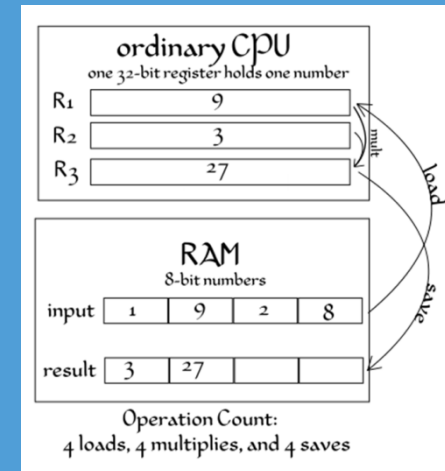 ordinary CPU
one 32-bit register holds one number
R1 9
R2 3
R3 27
mult
load
save
RAM
8-bit numbers
input 1 9 2 8
result 3 27
Operation Count:
4 loads, 4 multiplies, and 4 saves